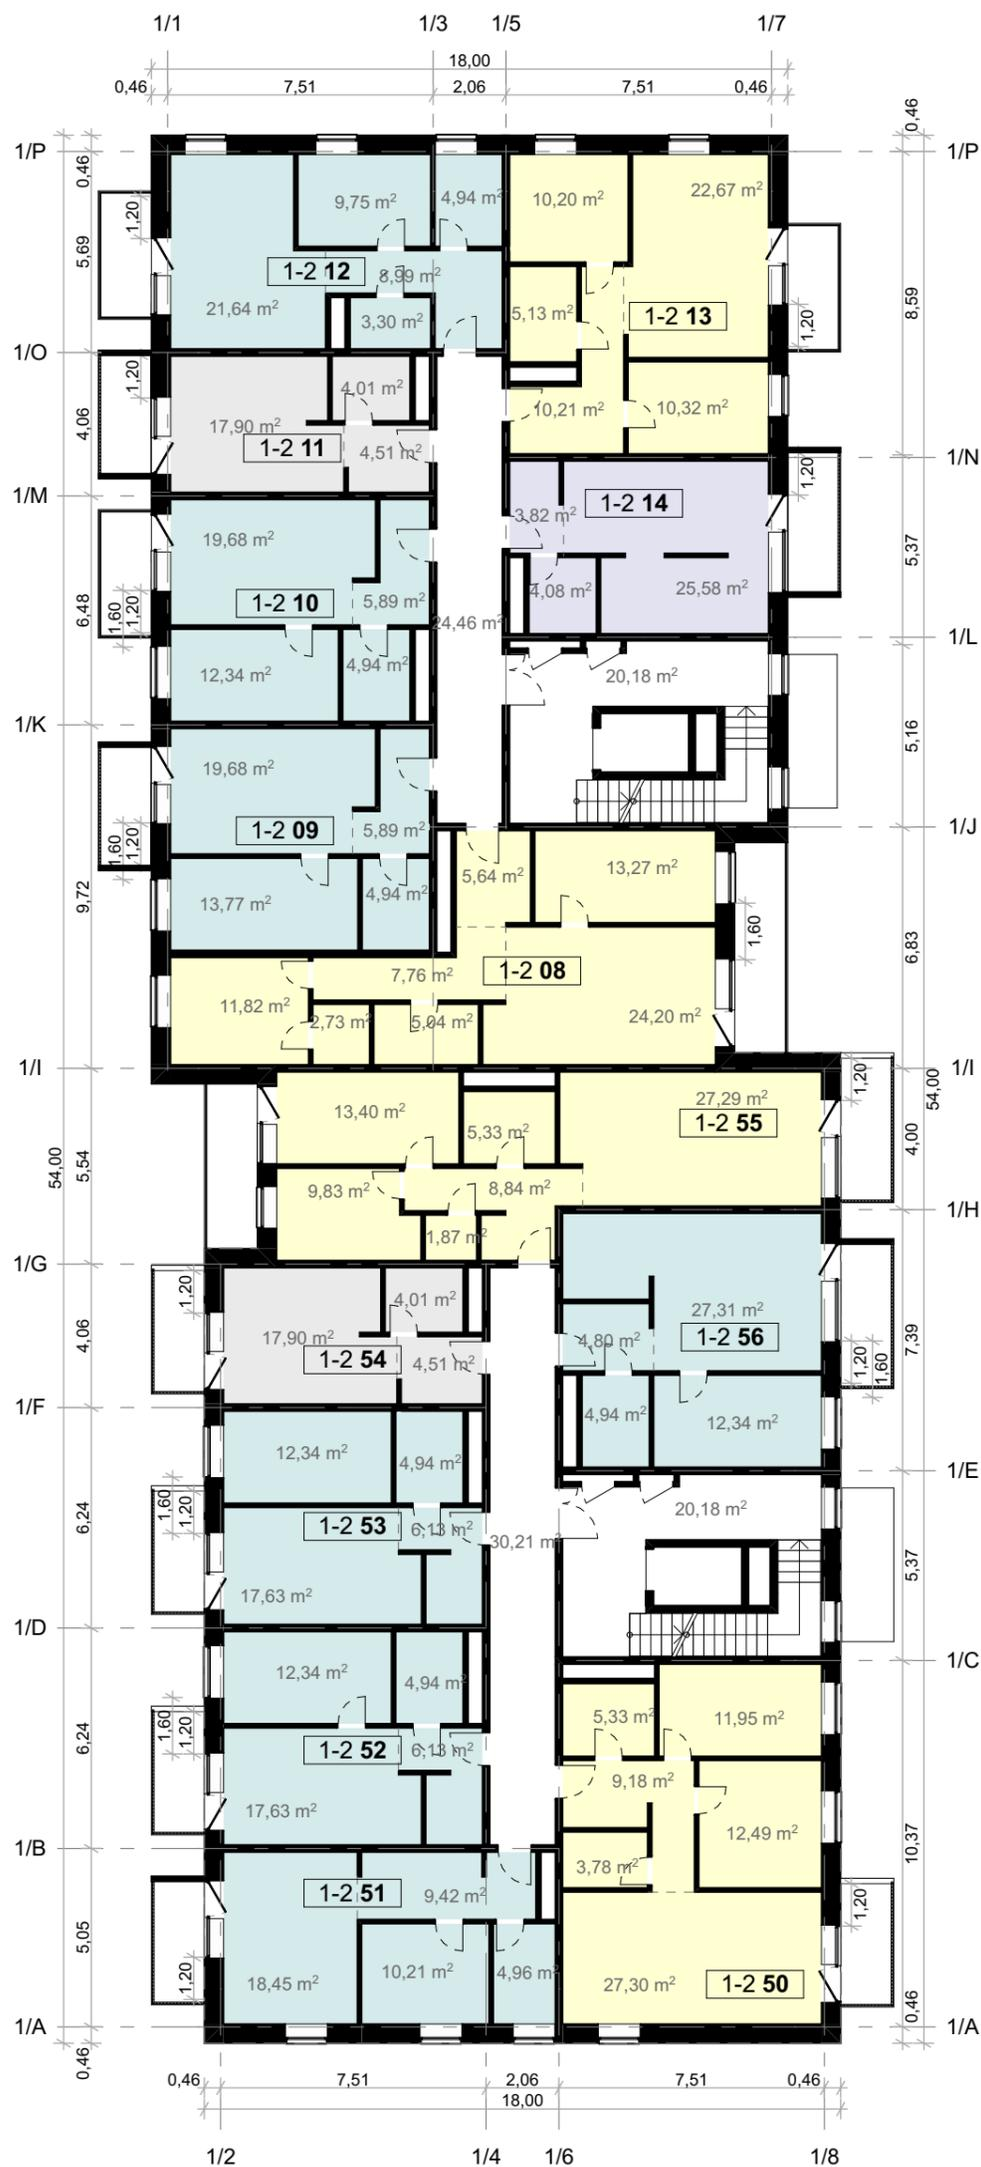 1/1 1/3 1/5 1/7
18,00
0,46 7,51 2,06 7,51 0,46
0,46
1/P 1/P
0,46
9,75 m² 4,94 m² 10,20 m² 22,67 m²
1,20
5,69
1-2 12 8,99 m²
21,64 m² 3,30 m² 5,13 m² 1-2 13 1,20 8,59
1/O
1,20
4,01 m²
17,90 m² 10,21 m² 10,32 m²
4,06
1-2 11 4,51 m²
1/N
1,20
1/M
3,82 m² 1-2 14
19,68 m²
5,37
6,48 1,60 1,20 1-2 10 5,89 m² 4,08 m² 25,58 m²
24,46 m²
1/L
12,34 m² 4,94 m² 20,18 m²
1/K
5,16
19,68 m²
1,60 1,20 1-2 09 5,89 m²
1/J
5,64 m² 13,27 m²
9,72
13,77 m² 4,94 m²
1,60
6,83
7,76 m² 1-2 08
11,82 m² 2,73 m² 5,04 m² 24,20 m²
1/I 1/I
1,20
54,00
13,40 m² 27,29 m²
5,33 m² 1-2 55
4,00
54,00 5,54
9,83 m² 8,84 m²
1/H
1,87 m²
1/G
1,20
4,01 m² 27,31 m²
17,90 m² 4,80 m² 1-2 56
4,06 7,39
1-2 54 4,51 m²
1,20 1,60
1/F
4,94 m² 12,34 m²
12,34 m² 4,94 m²
1/E
1,60 1,20
6,24
1-2 53 6,13 m² 20,18 m²
30,21 m²
5,37
17,63 m²
1/D
1/C
12,34 m² 4,94 m²
5,33 m² 11,95 m²
1,60 1,20
6,24
1-2 52 6,13 m² 9,18 m²
17,63 m² 12,49 m²
1/B
10,37
3,78 m²
1-2 51 9,42 m²
1,20
5,05
18,45 m² 10,21 m² 4,96 m² 27,30 m² 1-2 50
1,20
0,46
1/A 1/A
0,46
0,46 7,51 2,06 7,51 0,46
18,00
1/2 1/4 1/6 1/8